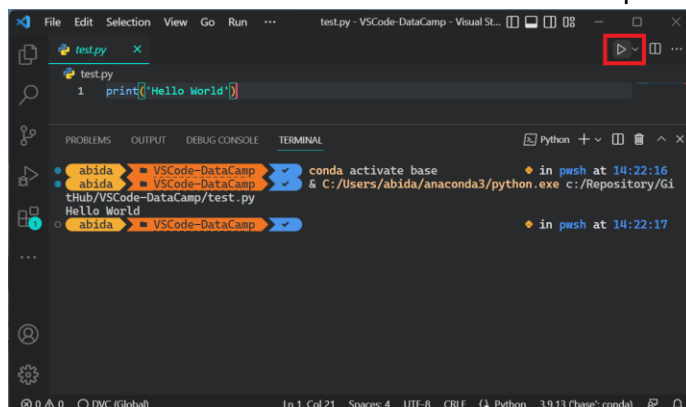 File Edit Selection View Go Run ··· test.py - VSCode-DataCamp - Visual St...
test.py ×
test.py
1 print('Hello World')
PROBLEMS OUTPUT DEBUG CONSOLE TERMINAL Python
abida VSCode-DataCamp conda activate base in pwsh at 14:22:16
abida VSCode-DataCamp & C:/Users/abida/anaconda3/python.exe c:/Repository/Gi
tHub/VSCode-DataCamp/test.py
Hello World
abida VSCode-DataCamp in pwsh at 14:22:17
1
0 0 DVC (Global) Ln 1, Col 21 Spaces: 4 UTF-8 CRLF Python 3.9.13 ('base': conda)